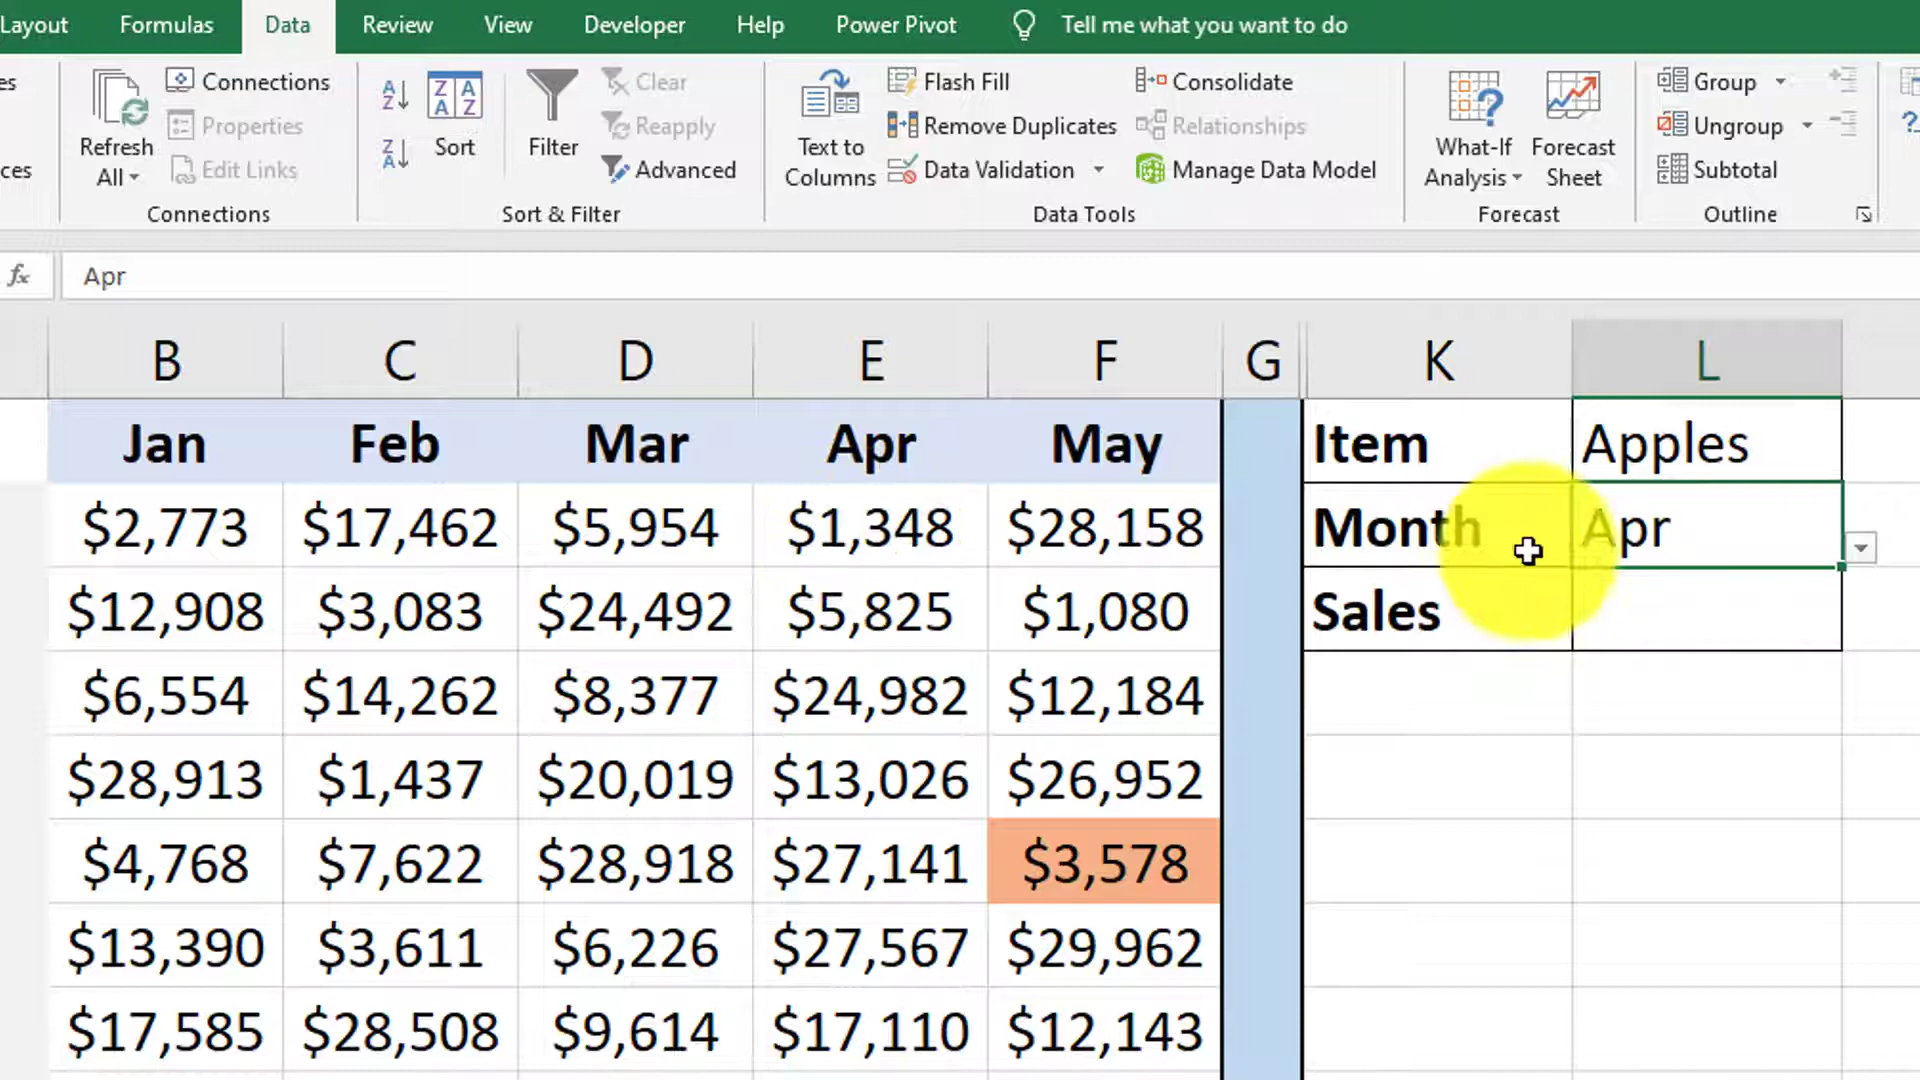 Layout Formulas Data Review View Developer Help Power Pivot Tell me what you want to do
Connections
Properties
Edit Links
Refresh
All
Connections
Sort
Filter
Clear
Reapply
Advanced
Sort & Filter
Text to
Columns
Flash Fill
Remove Duplicates
Data Validation
Consolidate
Relationships
Manage Data Model
Data Tools
What-If
Analysis
Forecast
Sheet
Forecast
Group
Ungroup
Subtotal
Outline
fx Apr
B C D E F G K L
Jan Feb Mar Apr May Item Apples
$2,773 $17,462 $5,954 $1,348 $28,158 Month Apr
$12,908 $3,083 $24,492 $5,825 $1,080 Sales
$6,554 $14,262 $8,377 $24,982 $12,184
$28,913 $1,437 $20,019 $13,026 $26,952
$4,768 $7,622 $28,918 $27,141 $3,578
$13,390 $3,611 $6,226 $27,567 $29,962
$17,585 $28,508 $9,614 $17,110 $12,143